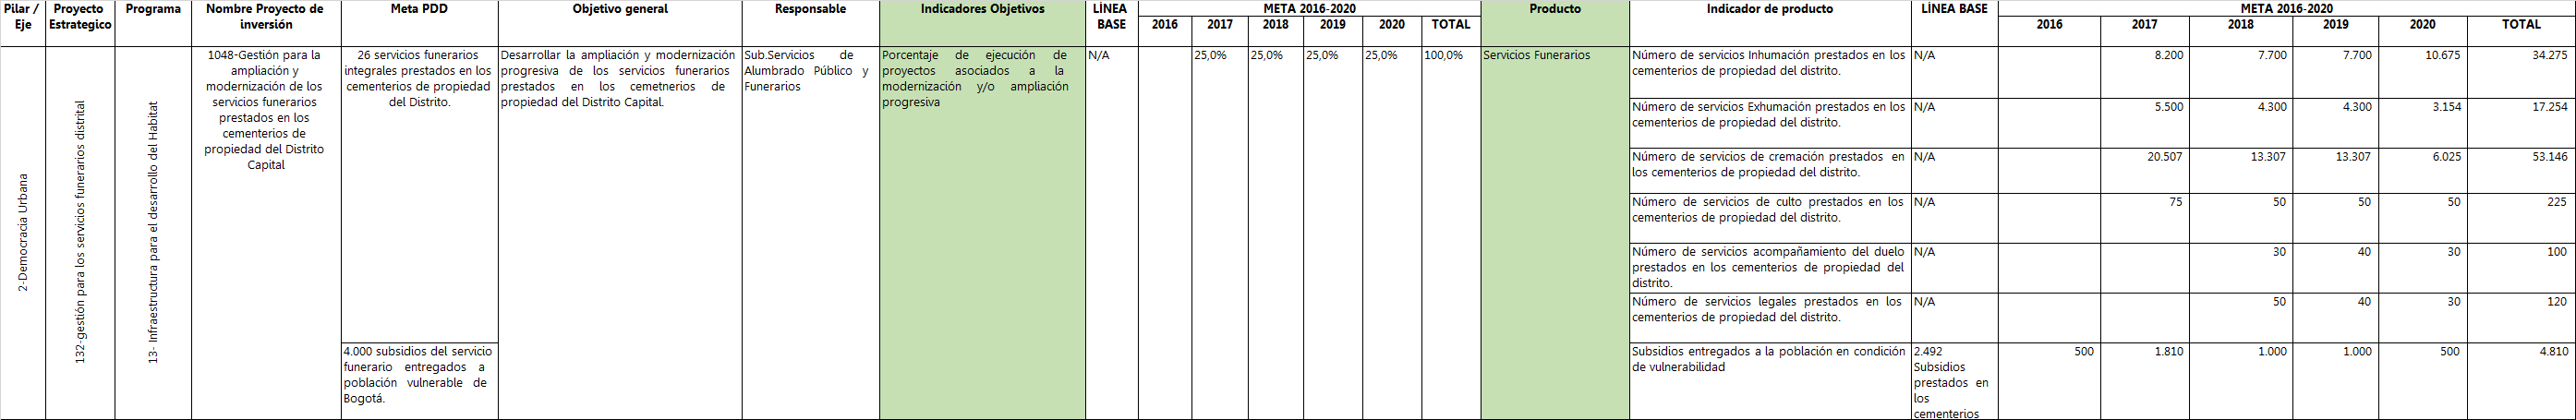 Pilar /
Eje
Proyecto
Estrategico
Programa
Nombre Proyecto de
inversión
Meta PDD
Objetivo general
Responsable
Indicadores Objetivos
LÍNEA
BASE
META 2016-2020
2016 2017 2018 2019 2020 TOTAL
Producto
Indicador de producto
LÍNEA BASE
META 2016-2020
2016 2017 2018 2019 2020 TOTAL
2-Democracia Urbana
132-gestión para los servicios funerarios distrital
13- Infraestructura para el desarrollo del Habitat
1048-Gestión para la
ampliación y
modernización de los
servicios funerarios
prestados en los
cementerios de
propiedad del Distrito
Capital
26 servicios funerarios
integrales prestados en los
cementerios de propiedad
del Distrito.
Desarrollar la ampliación y modernización
progresiva de los servicios funerarios
prestados en los cemetnerios de
propiedad del Distrito Capital.
Sub.Servicios de
Alumbrado Público y
Funerarios
Porcentaje de ejecución de
proyectos asociados a la
modernización y/o ampliación
progresiva
N/A
25,0% 25,0% 25,0% 25,0% 100,0%
Servicios Funerarios
Número de servicios Inhumación prestados en los
cementerios de propiedad del distrito.
N/A
8.200 7.700 7.700 10.675 34.275
Número de servicios Exhumación prestados en los
cementerios de propiedad del distrito.
N/A
5.500 4.300 4.300 3.154 17.254
Número de servicios de cremación prestados en
los cementerios de propiedad del distrito.
N/A
20.507 13.307 13.307 6.025 53.146
Número de servicios de culto prestados en los
cementerios de propiedad del distrito.
N/A
75 50 50 50 225
Número de servicios acompañamiento del duelo
prestados en los cementerios de propiedad del
distrito.
N/A
30 40 30 100
Número de servicios legales prestados en los
cementerios de propiedad del distrito.
N/A
50 40 30 120
4.000 subsidios del servicio
funerario entregados a
población vulnerable de
Bogotá.
Subsidios entregados a la población en condición
de vulnerabilidad
2.492
Subsidios
prestados en
los
cementerios
500 1.810 1.000 1.000 500 4.810